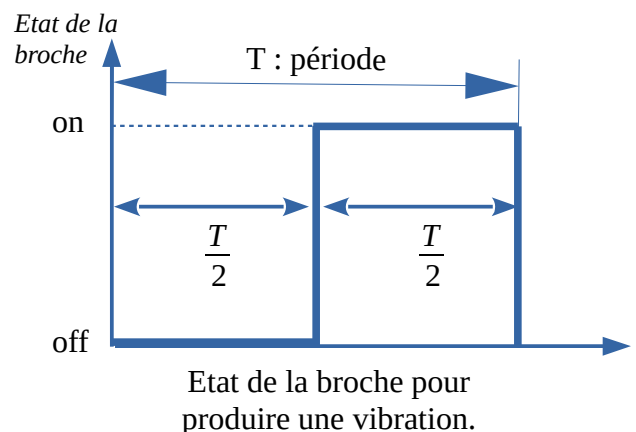 Etat de la
broche
T : période
on
T
2
T
2
off
Etat de la broche pour
produire une vibration.